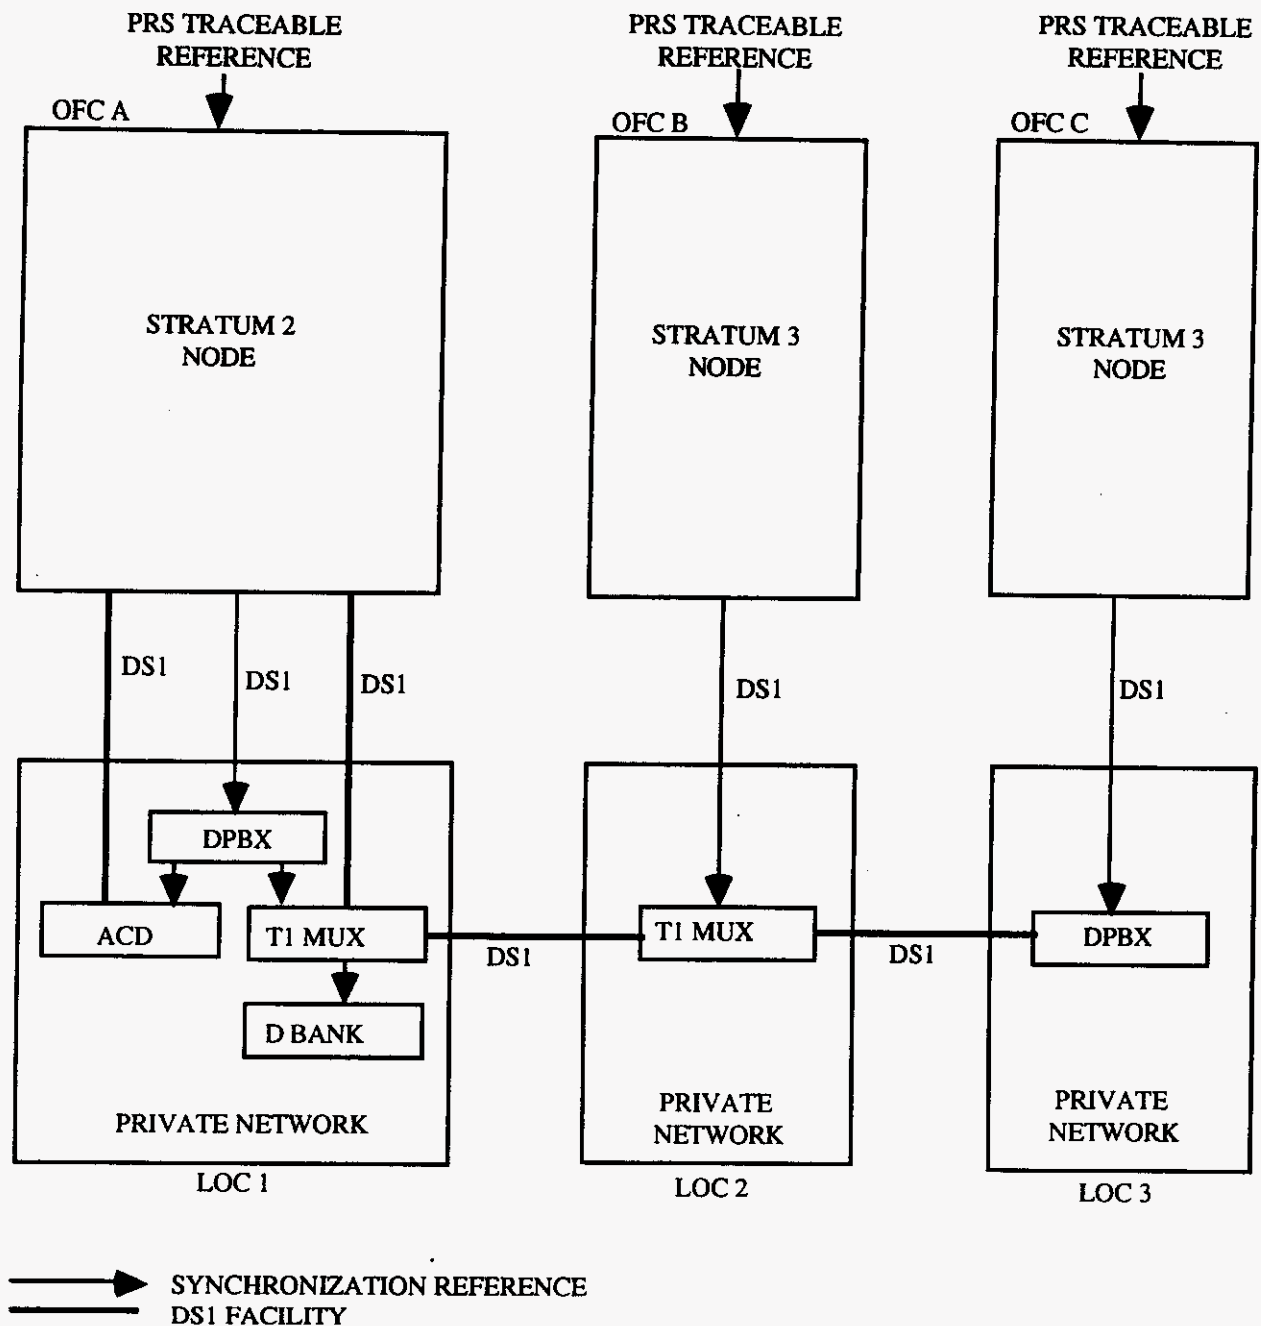 PRS TRACEABLE
REFERENCE
PRS TRACEABLE
REFERENCE
PRS TRACEABLE
REFERENCE
OFC A
OFC B
OFC C
STRATUM 2
NODE
STRATUM 3
NODE
STRATUM 3
NODE
DS1
DS1
DS1
DS1
DS1
DPBX
ACD
T1 MUX
D BANK
DS1
T1 MUX
DS1
DPBX
PRIVATE NETWORK
PRIVATE
NETWORK
PRIVATE
NETWORK
LOC 1
LOC 2
LOC 3
SYNCHRONIZATION REFERENCE
DS1 FACILITY